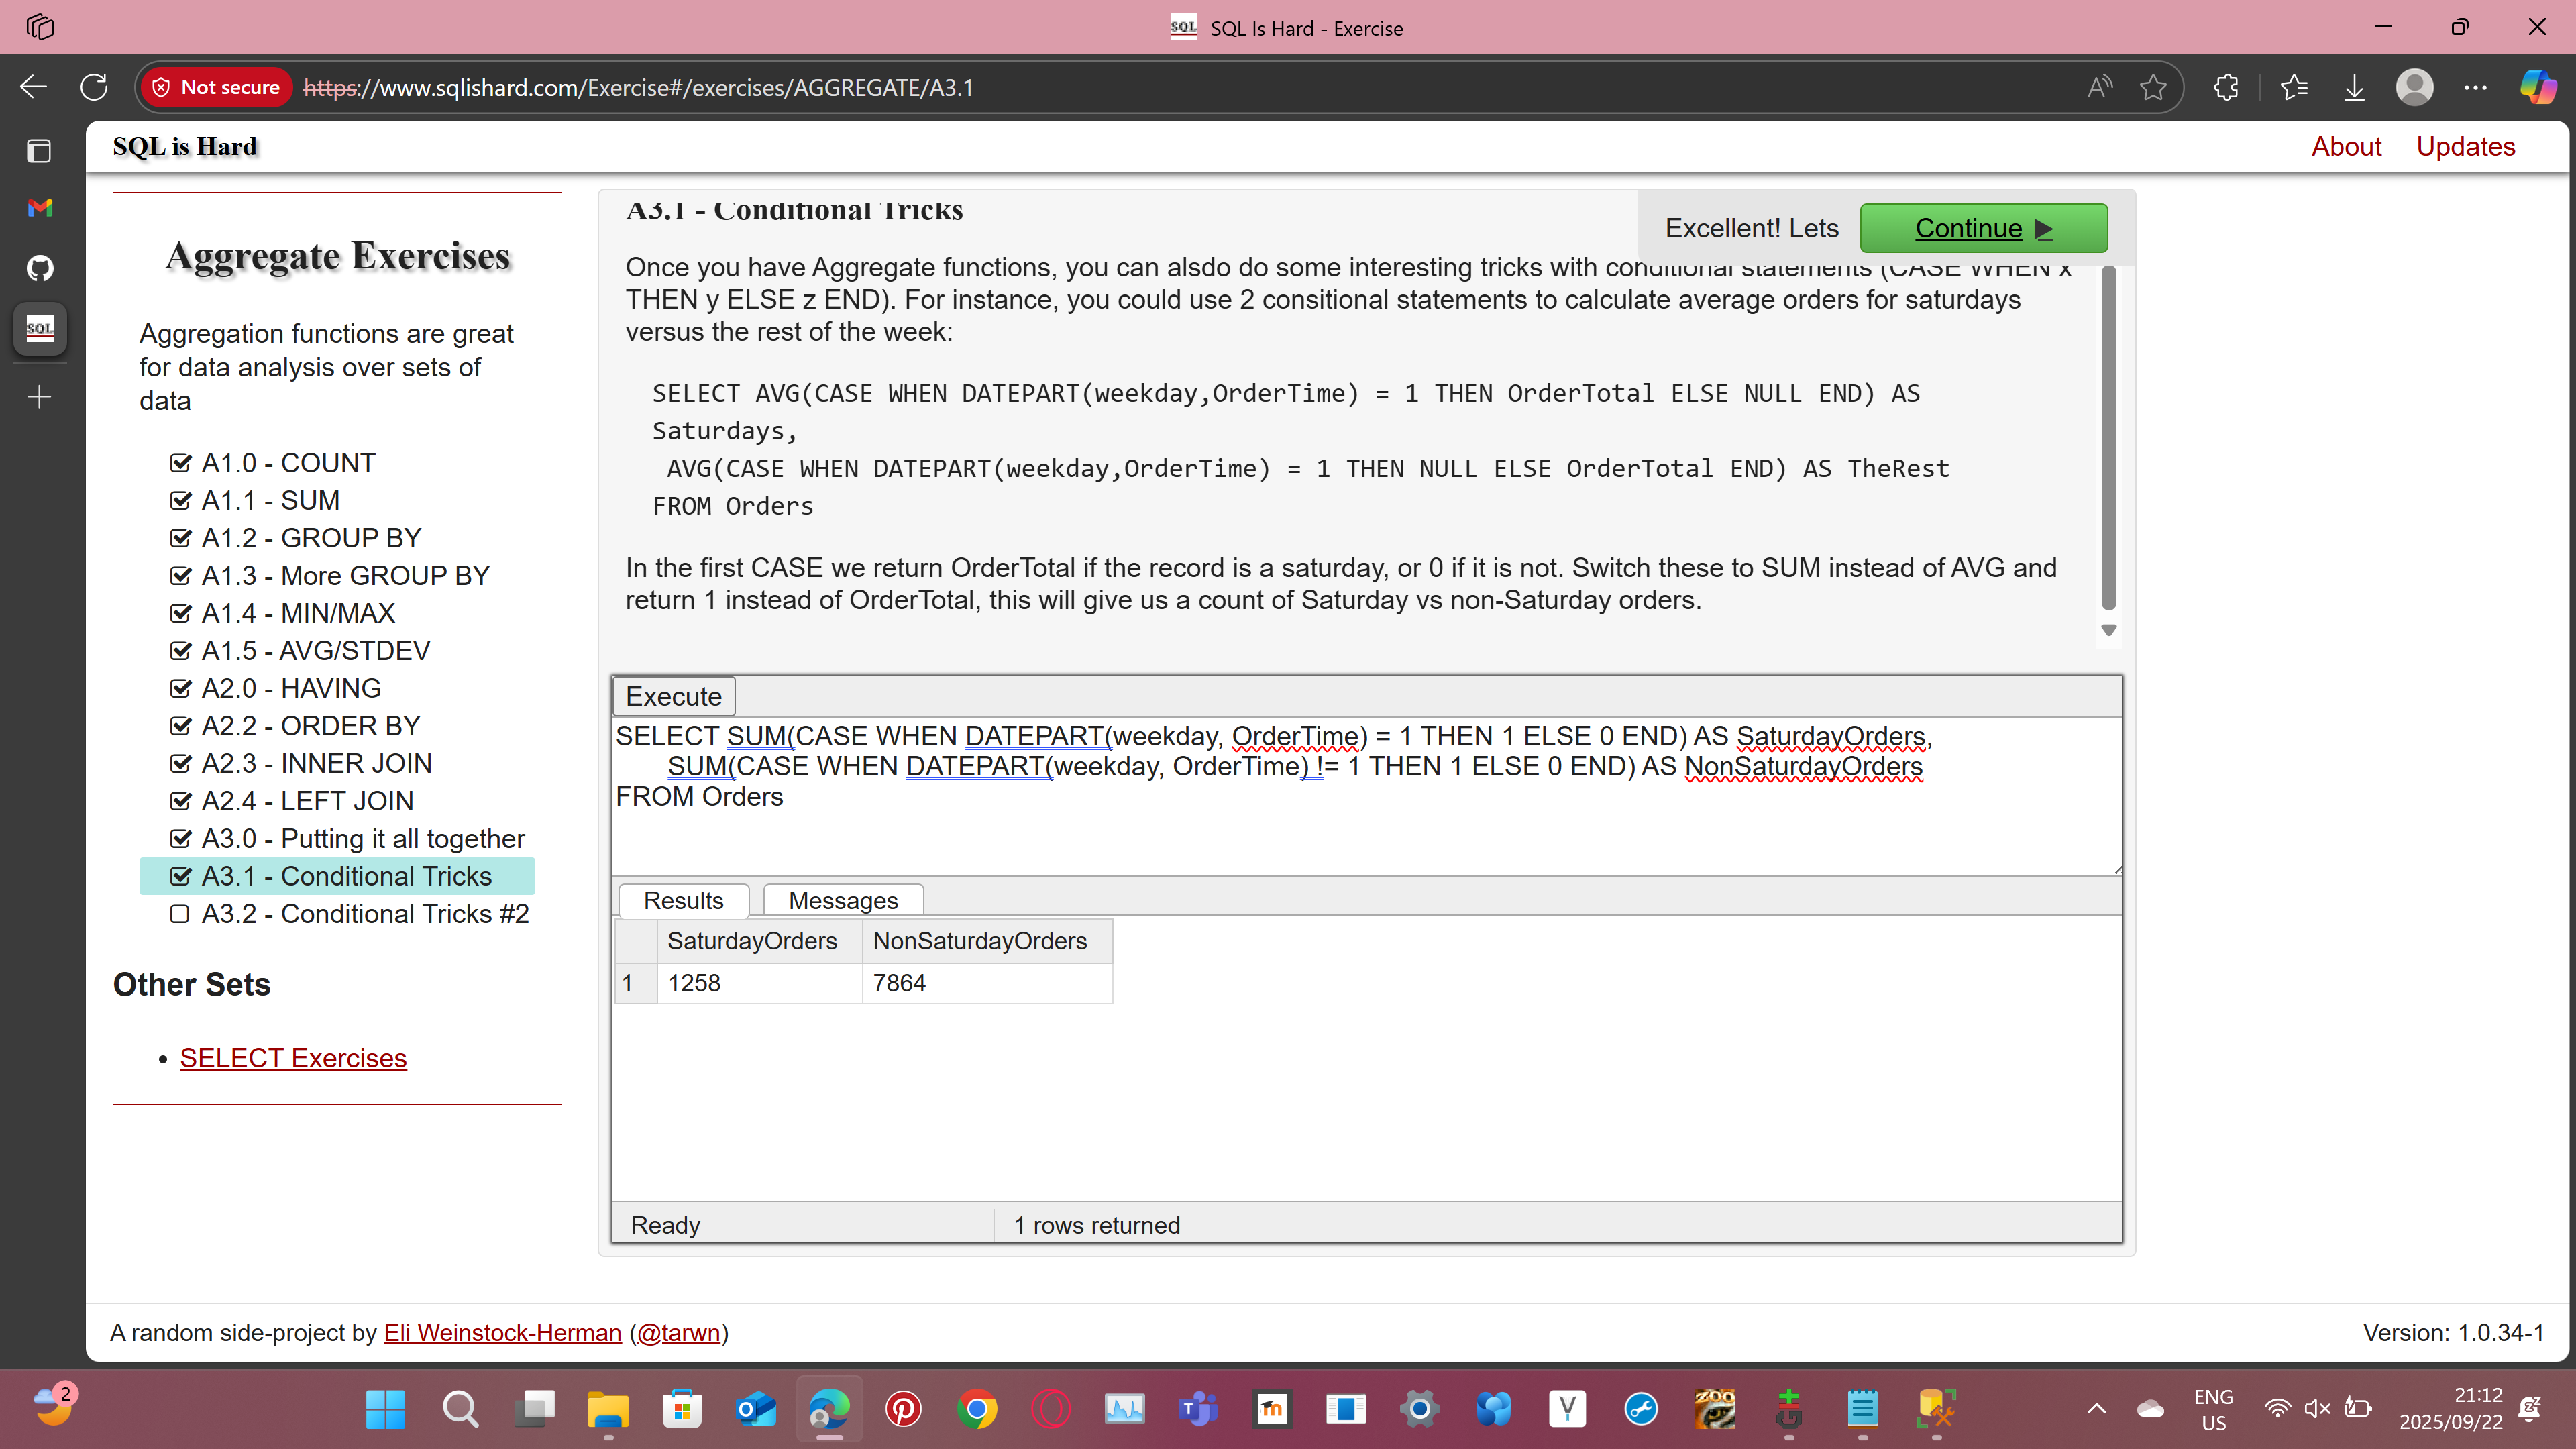 SQL Is Hard - Exercise
Not secure
https://www.sqlishard.com/Exercise#/exercises/AGGREGATE/A3.1
SQL is Hard
About
Updates
Aggregate Exercises
Aggregation functions are great
for data analysis over sets of
data
A1.0 - COUNT
A1.1 - SUM
A1.2 - GROUP BY
A1.3 - More GROUP BY
A1.4 - MIN/MAX
A1.5 - AVG/STDEV
A2.0 - HAVING
A2.2 - ORDER BY
A2.3 - INNER JOIN
A2.4 - LEFT JOIN
A3.0 - Putting it all together
A3.1 - Conditional Tricks
A3.2 - Conditional Tricks #2
Other Sets
SELECT Exercises
A3.1 - Conditional Tricks
Excellent! Lets
Continue
Once you have Aggregate functions, you can alsdo do some interesting tricks with conditional statements (CASE WHEN x
THEN y ELSE z END). For instance, you could use 2 consitional statements to calculate average orders for saturdays
versus the rest of the week:
SELECT AVG(CASE WHEN DATEPART(weekday,OrderTime) = 1 THEN OrderTotal ELSE NULL END) AS
Saturdays,
AVG(CASE WHEN DATEPART(weekday,OrderTime) = 1 THEN NULL ELSE OrderTotal END) AS TheRest
FROM Orders
In the first CASE we return OrderTotal if the record is a saturday, or 0 if it is not. Switch these to SUM instead of AVG and
return 1 instead of OrderTotal, this will give us a count of Saturday vs non-Saturday orders.
Execute
SELECT SUM(CASE WHEN DATEPART(weekday, OrderTime) = 1 THEN 1 ELSE 0 END) AS SaturdayOrders,
SUM(CASE WHEN DATEPART(weekday, OrderTime) != 1 THEN 1 ELSE 0 END) AS NonSaturdayOrders
FROM Orders
Results
Messages
SaturdayOrders NonSaturdayOrders
1 1258 7864
Ready
1 rows returned
A random side-project by Eli Weinstock-Herman (@tarwn)
Version: 1.0.34-1
2
ENG
US
21:12
2025/09/22